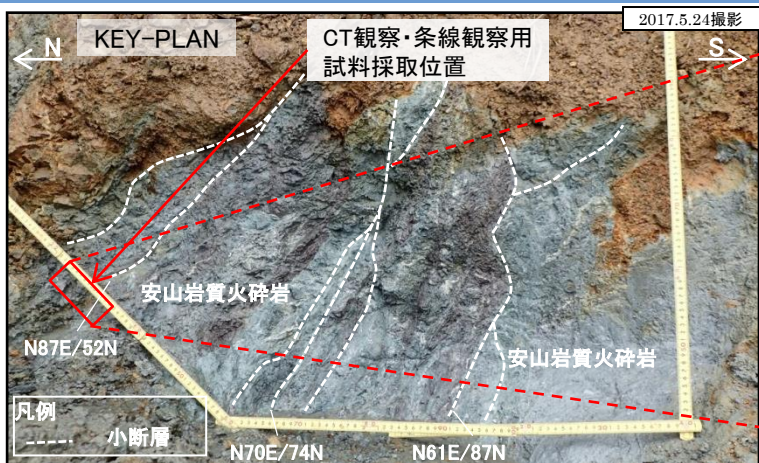 2017.5.24撮影
N
KEY-PLAN
CT観察・条線観察用
試料採取位置
S
安山岩質火砕岩
N87E/52N
安山岩質火砕岩
凡例
小断層
N70E/74N
N61E/87N